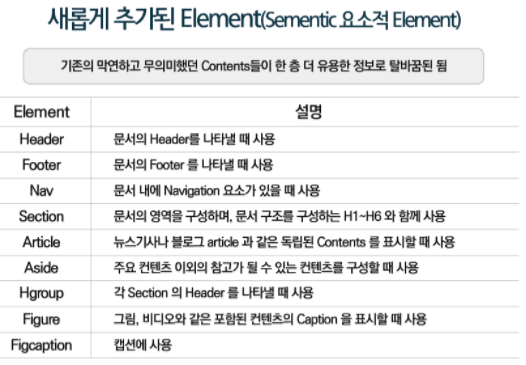 새롭게 추가된 Element(Sementic 요소적 Element)
기존의 막연하고 무의미했던 Contents들이 한 층 더 유용한 정보로 탈바꿈된 됨
Element 설명
Header 문서의 Header를 나타낼 때 사용
Footer 문서의 Footer 를 나타낼 때 사용
Nav 문서 내에 Navigation 요소가 있을 때 사용
Section 문서의 영역을 구성하며, 문서 구조를 구성하는 H1~H6 와 함께 사용
Article 뉴스기사나 블로그 article 과 같은 독립된 Contents 를 표시할 때 사용
Aside 주요 컨텐츠 이외의 참고가 될 수 있는 컨텐츠를 구성할 때 사용
Hgroup 각 Section 의 Header 를 나타낼 때 사용
Figure 그림, 비디오와 같은 포함된 컨텐츠의 Caption 을 표시할 때 사용
Figcaption 캡션에 사용